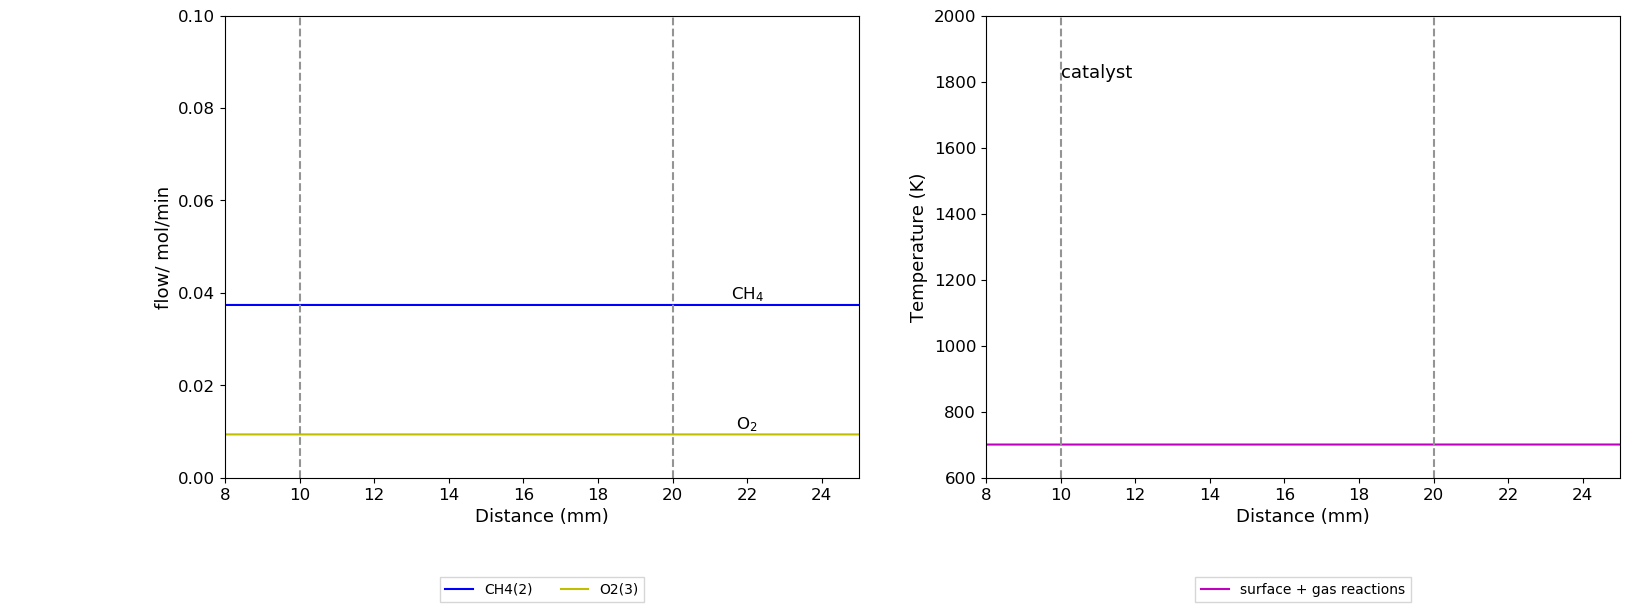 0.10
0.08
0.06
0.04
0.02
0.00
flow/ mol/min
CH₄
O₂
8 10 12 14 16 18 20 22 24
Distance (mm)
CH4(2) O2(3)
2000
1800
1600
1400
1200
1000
800
600
Temperature (K)
catalyst
8 10 12 14 16 18 20 22 24
Distance (mm)
surface + gas reactions